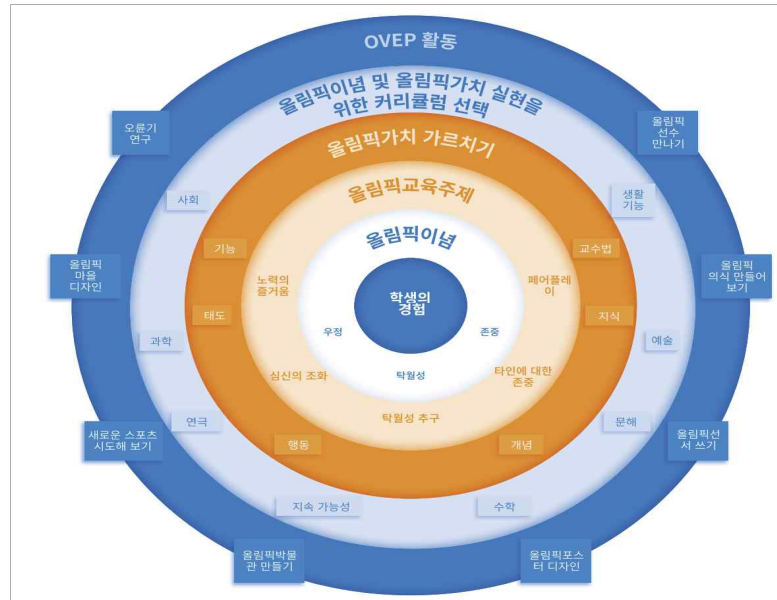 OVEP 활동
올림픽이념 및 올림픽가치 실현을
위한 커리큘럼 선택
오륜기
연구
올림픽
선수
만나기
올림픽가치 가르치기
올림픽교육주제
사회
생활
기능
올림픽이념
기능
교수법
올림픽
마을
디자인
노력의
즐거움
학생의
경험
페어플레
이
올림픽
의식 만들어
보기
태도
지식
우정
존중
과학
예술
심신의 조화
탁월성
타인에 대한
존중
연극
탁월성 추구
문해
새로운 스포츠
시도해 보기
행동
개념
올림픽선
서 쓰기
지속 가능성
수학
올림픽박물
관 만들기
올림픽포스
터 디자인